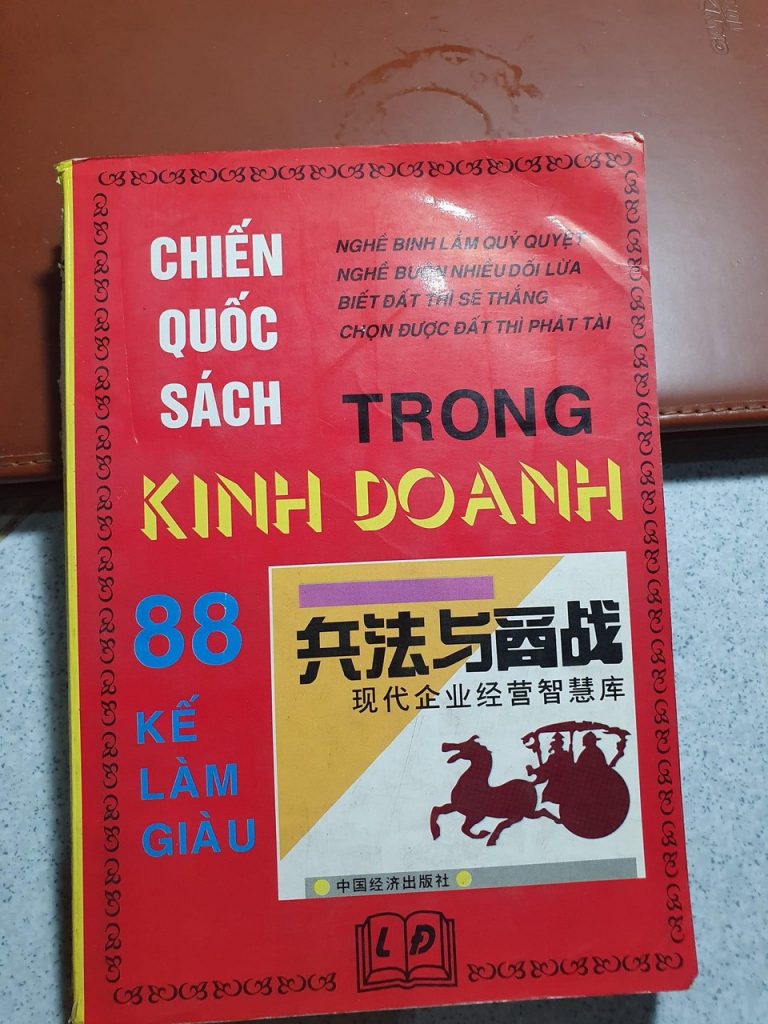 CHIẾN
QUỐC
SÁCH
NGHỀ BINH LẮM QUỶ QUYỆT
NGHỀ BUÔN NHIỀU DỐI LỪA
BIẾT ĐẤT THÌ SẼ THẮNG
CHỌN ĐƯỢC ĐẤT THÌ PHÁT TÀI
TRONG
KINH DOANH
88
KẾ
LÀM
GIÀU
兵法与商战
现代企业经营智慧库
中国经济出版社
L Đ